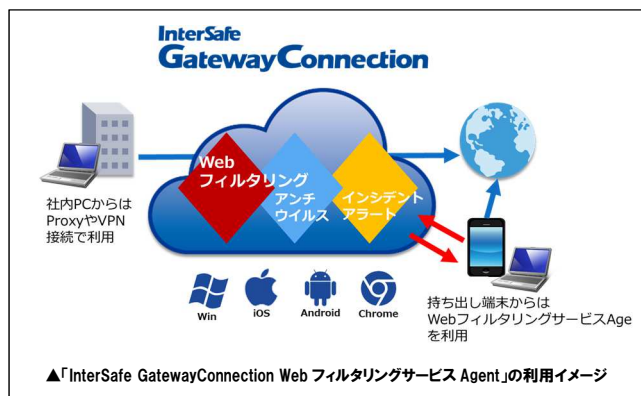 InterSafe
GatewayConnection
Web
フィルタリング
アンチ
ウイルス
インシデント
アラート
社内PCからは
ProxyやVPN
接続で利用
Win
iOS
Android
Chrome
持ち出し端末からは
WebフィルタリングサービスAge
を利用
▲「InterSafe GatewayConnection Web フィルタリングサービス Agent」の利用イメージ